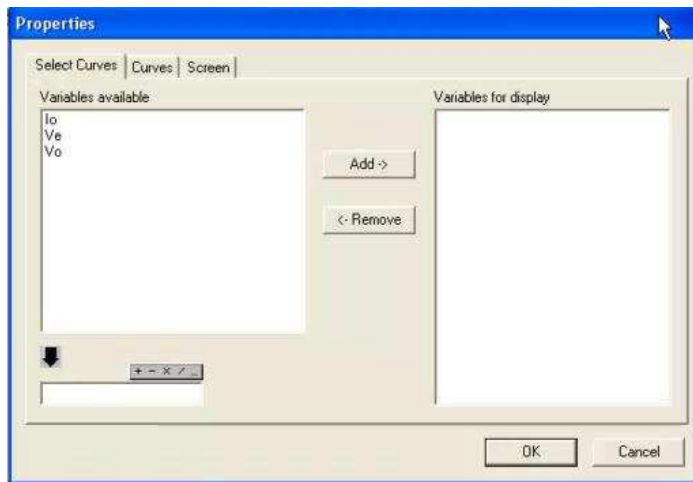 Properties
Select Curves Curves Screen
Variables available
Io
Ve
Vo
Add ->
<- Remove
Variables for display
+ - × / ...
OK Cancel